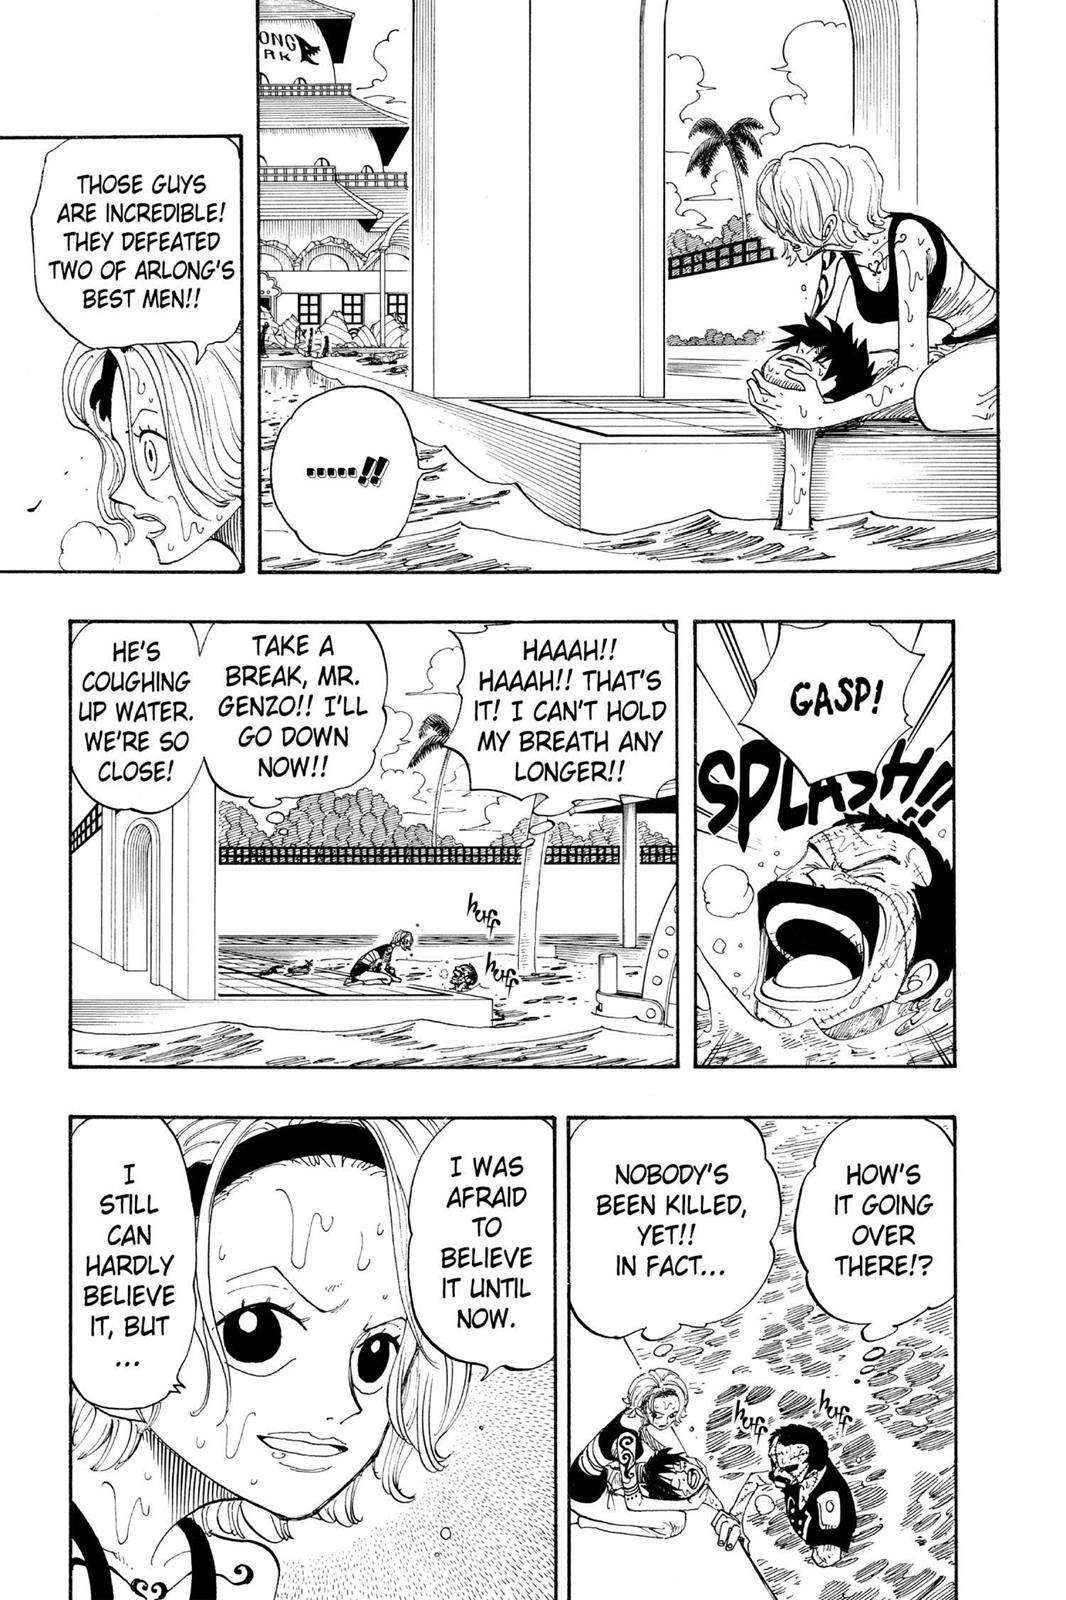 ONG
RK
.....!!
THOSE GUYS
ARE INCREDIBLE!
THEY DEFEATED
TWO OF ARLONG'S
BEST MEN!!
GASP!
SPLASH!!
HAAAH!!
HAAAH!! THAT'S
IT! I CAN'T HOLD
MY BREATH ANY
LONGER!!
TAKE A
BREAK, MR.
GENZO!! I'LL
GO DOWN
NOW!!
HE'S
COUGHING
UP WATER.
WE'RE SO
CLOSE!
huff
huff
HOW'S
IT GOING
OVER
THERE!?
NOBODY'S
BEEN KILLED,
YET!!
IN FACT...
huff
huff
I WAS
AFRAID
TO
BELIEVE
IT UNTIL
NOW.
I
STILL
CAN
HARDLY
BELIEVE
IT, BUT
...